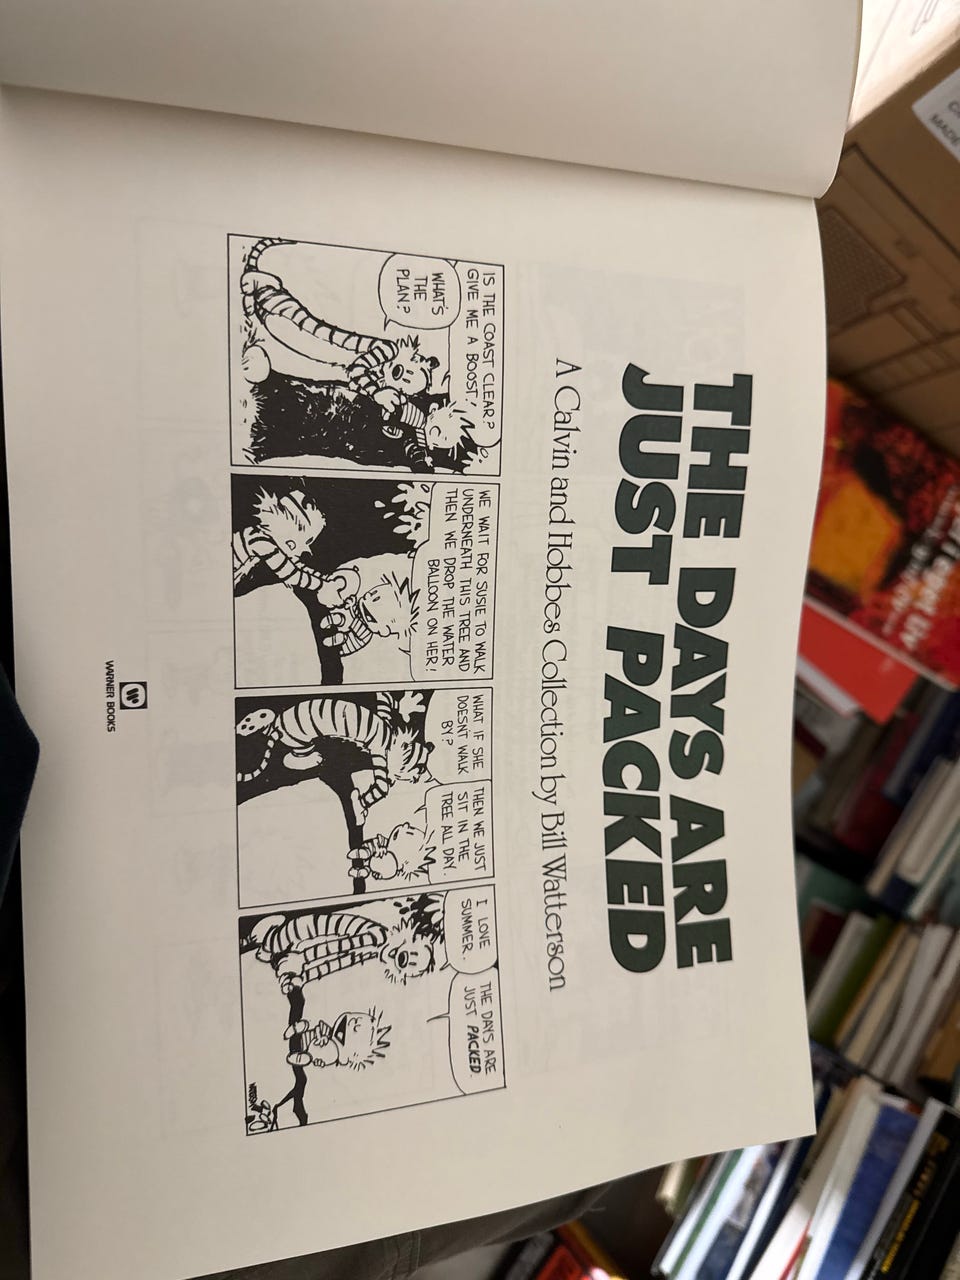 THE DAYS ARE
JUST PACKED
A Calvin and Hobbes Collection by Bill Watterson
IS THE COAST CLEAR?
GIVE ME A BOOST!
WHAT'S
THE
PLAN?
WE WAIT FOR SUSIE TO WALK
UNDERNEATH THIS TREE AND
THEN WE DROP THE WATER
BALLOON ON HER!
WHAT IF SHE
DOESN'T WALK
BY?
THEN WE JUST
SIT IN THE
TREE ALL DAY.
I LOVE
SUMMER.
THE DAYS ARE
JUST PACKED.
WARNER BOOKS